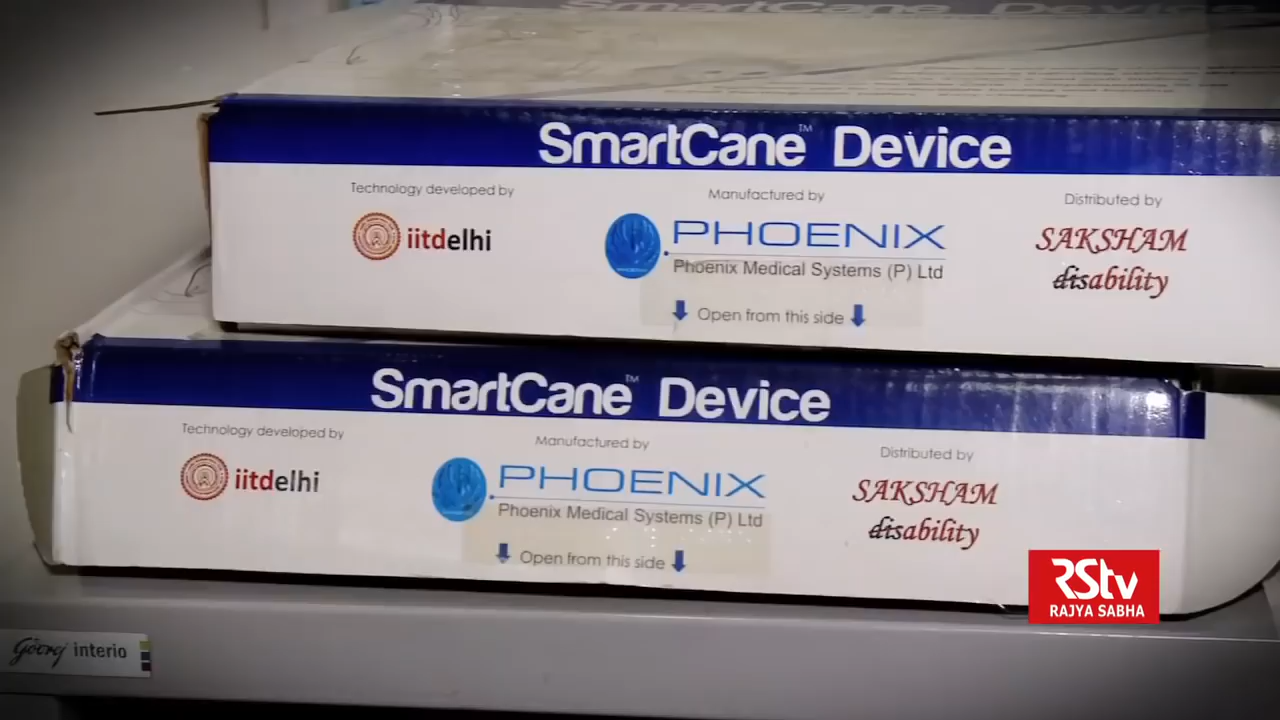 SmartCane Device
SmartCane™ Device
Technology developed by
iitdelhi
Manufactured by
PHOENIX
Phoenix Medical Systems (P) Ltd
Distributed by
SAKSHAM
disability
Open from this side
SmartCane™ Device
Technology developed by
iitdelhi
Manufactured by
PHOENIX
Phoenix Medical Systems (P) Ltd
Distributed by
SAKSHAM
disability
Open from this side
RStv
RAJYA SABHA
Godrej interio